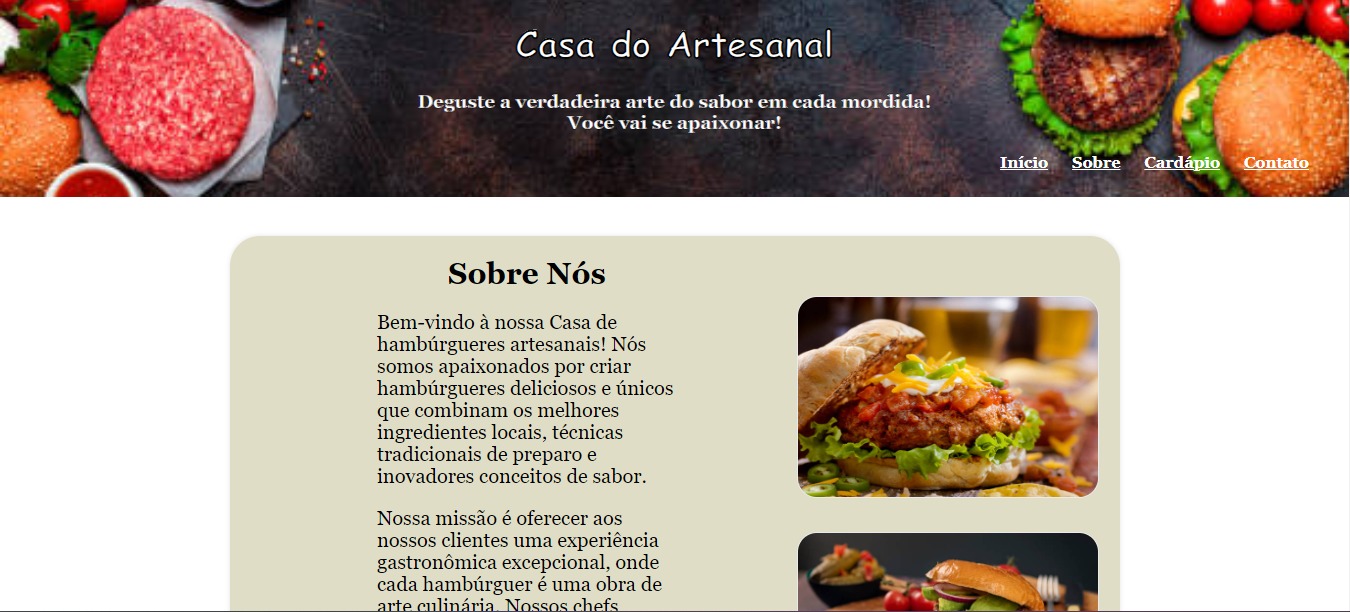 Casa do Artesanal
Deguste a verdadeira arte do sabor em cada mordida!
Você vai se apaixonar!
Início Sobre Cardápio Contato
Sobre Nós
Bem-vindo à nossa Casa de
hambúrgueres artesanais! Nós
somos apaixonados por criar
hambúrgueres deliciosos e únicos
que combinam os melhores
ingredientes locais, técnicas
tradicionais de preparo e
inovadores conceitos de sabor.
Nossa missão é oferecer aos
nossos clientes uma experiência
gastronômica excepcional, onde
cada hambúrguer é uma obra de
arte culinária. Nossos chefs